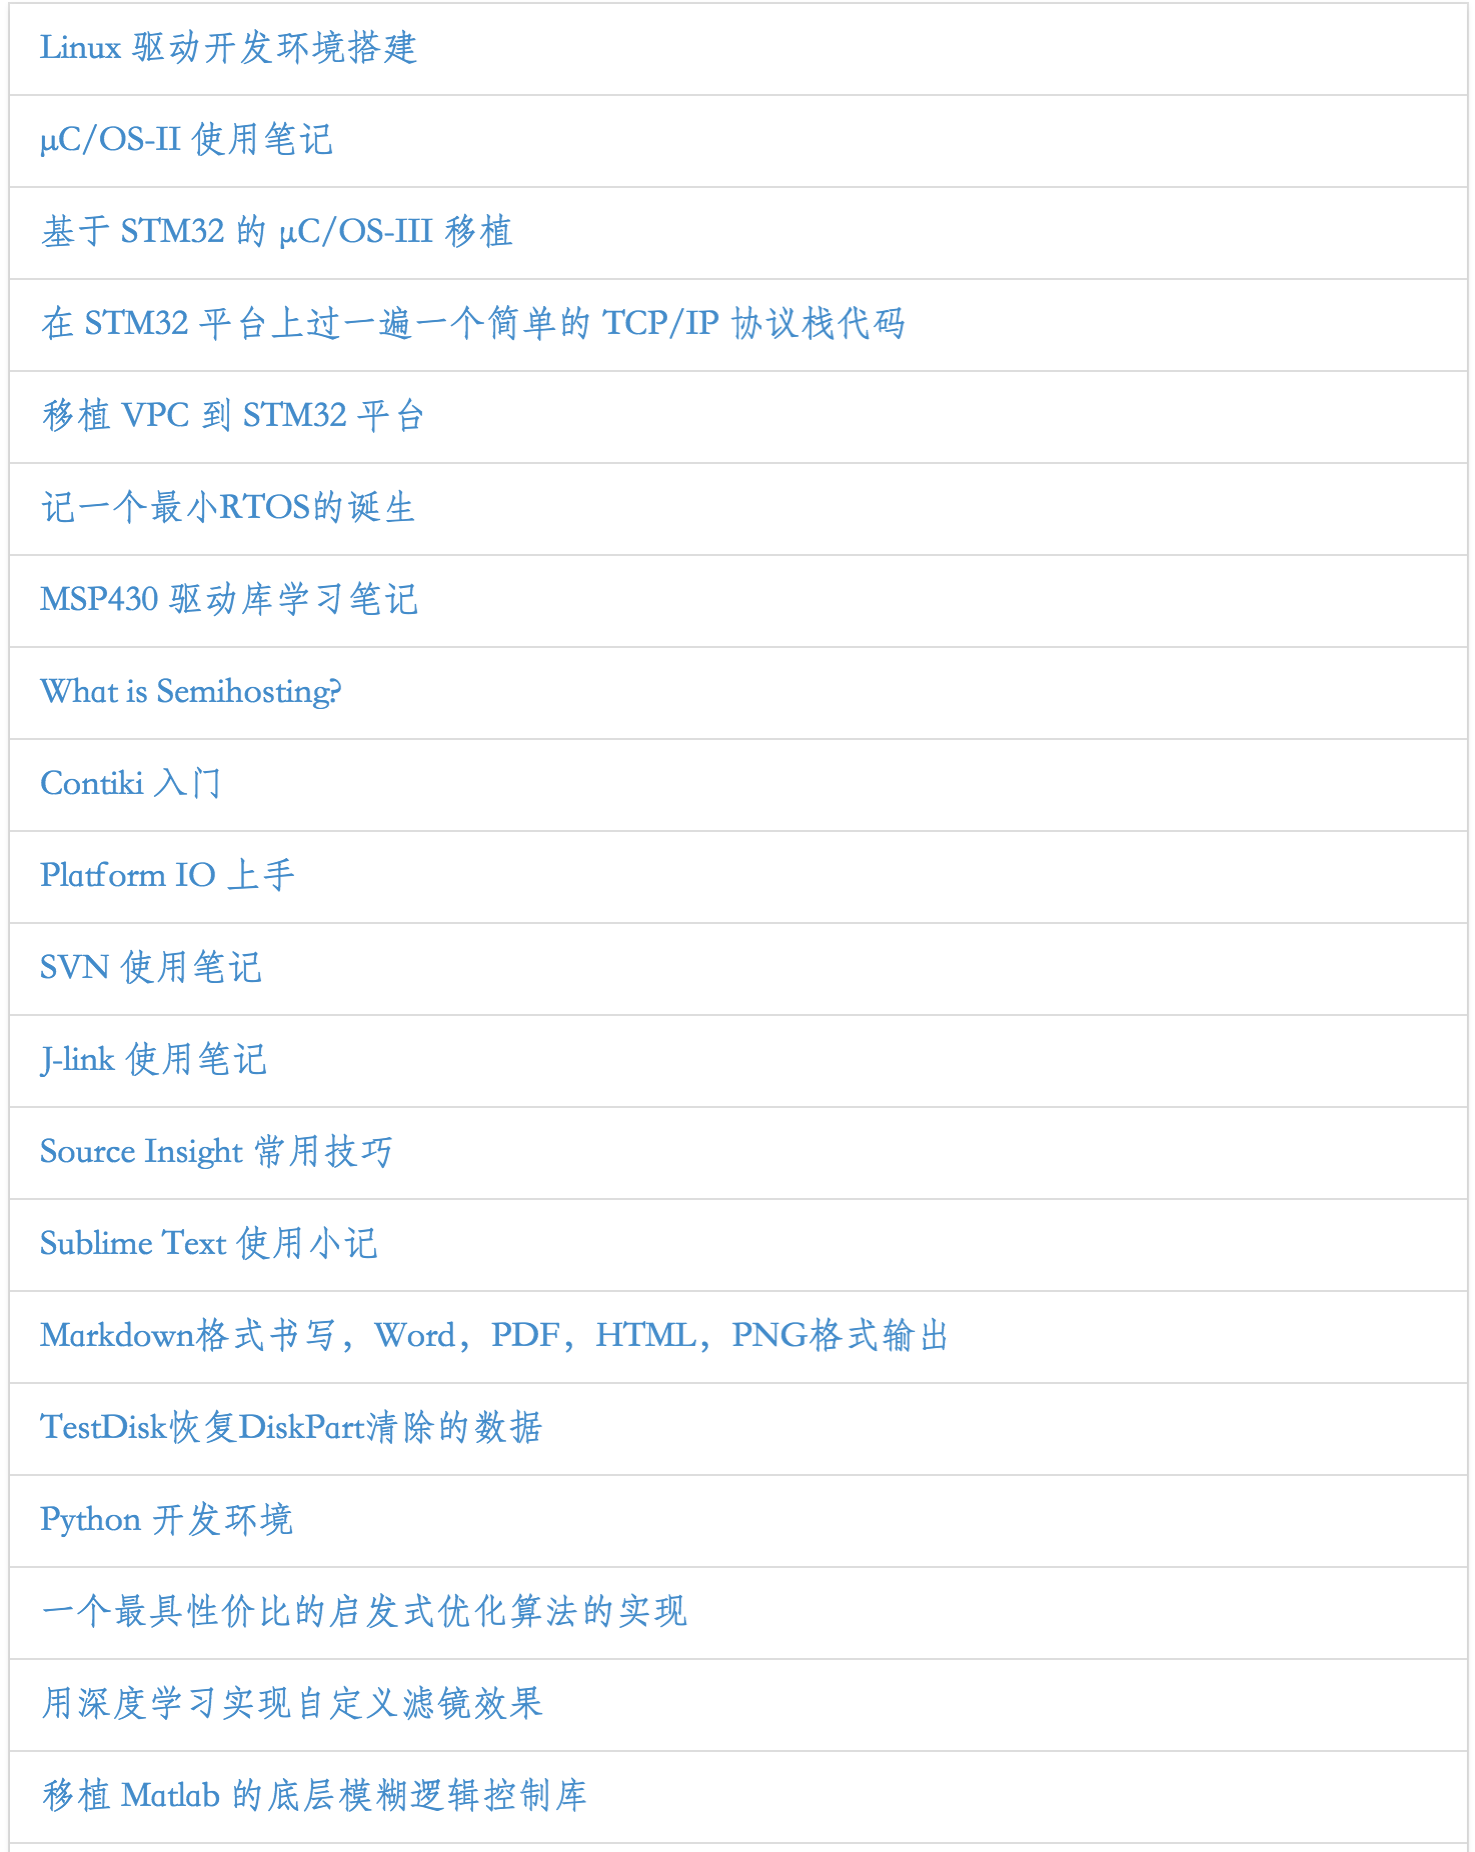 Linux 驱动开发环境搭建
μC/OS-II 使用笔记
基于 STM32 的 μC/OS-III 移植
在 STM32 平台上过一遍一个简单的 TCP/IP 协议栈代码
移植 VPC 到 STM32 平台
记一个最小RTOS的诞生
MSP430 驱动库学习笔记
What is Semihosting?
Contiki 入门
Platform IO 上手
SVN 使用笔记
J-link 使用笔记
Source Insight 常用技巧
Sublime Text 使用小记
Markdown格式书写，Word，PDF，HTML，PNG格式输出
TestDisk恢复DiskPart清除的数据
Python 开发环境
一个最具性价比的启发式优化算法的实现
用深度学习实现自定义滤镜效果
移植 Matlab 的底层模糊逻辑控制库